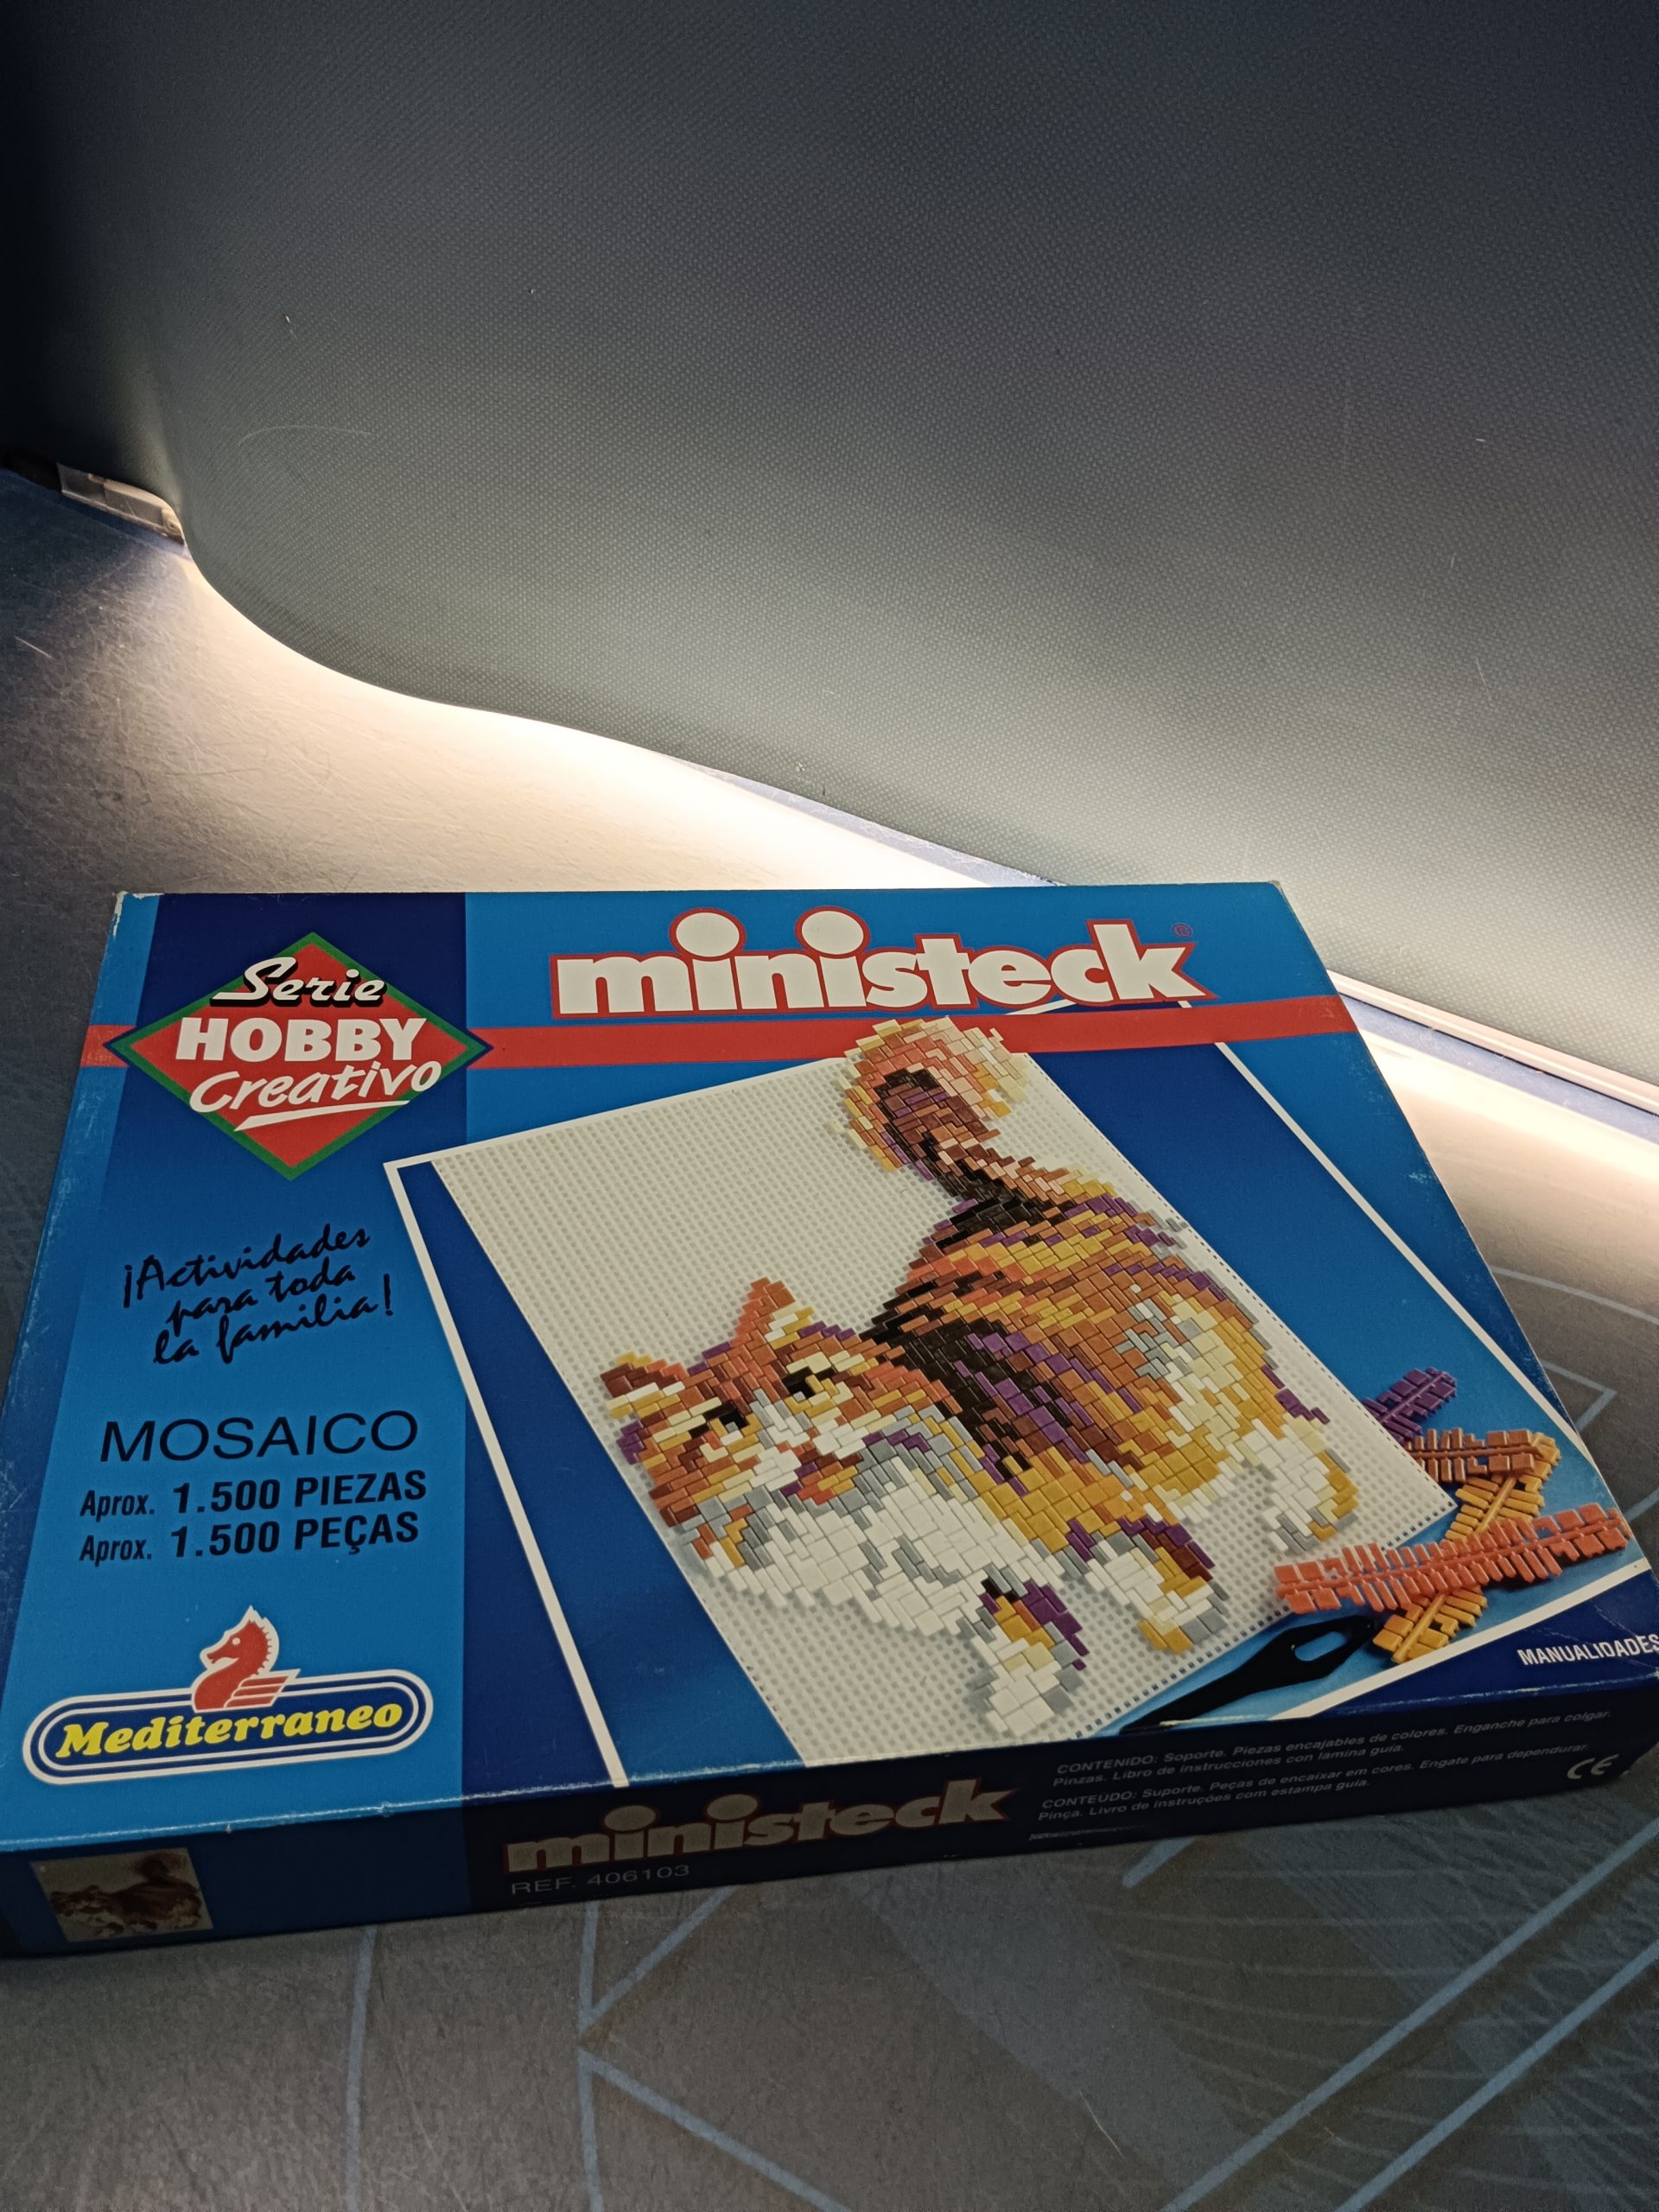 Serie
HOBBY
Creativo
ministeck®
¡Actividades
para toda
la familia!
MOSAICO
Aprox. 1.500 PIEZAS
Aprox. 1.500 PEÇAS
Mediterraneo
MANUALIDADES
ministeck
REF. 406103
CONTENIDO: Soporte. Piezas encajables de colores. Enganche para colgar.
Pinzas. Libro de instrucciones con lamina guía.
CONTEUDO: Suporte. Peças de encaixar em cores. Engate para dependurar.
Pinça. Livro de instruções com estampa guia.
CE